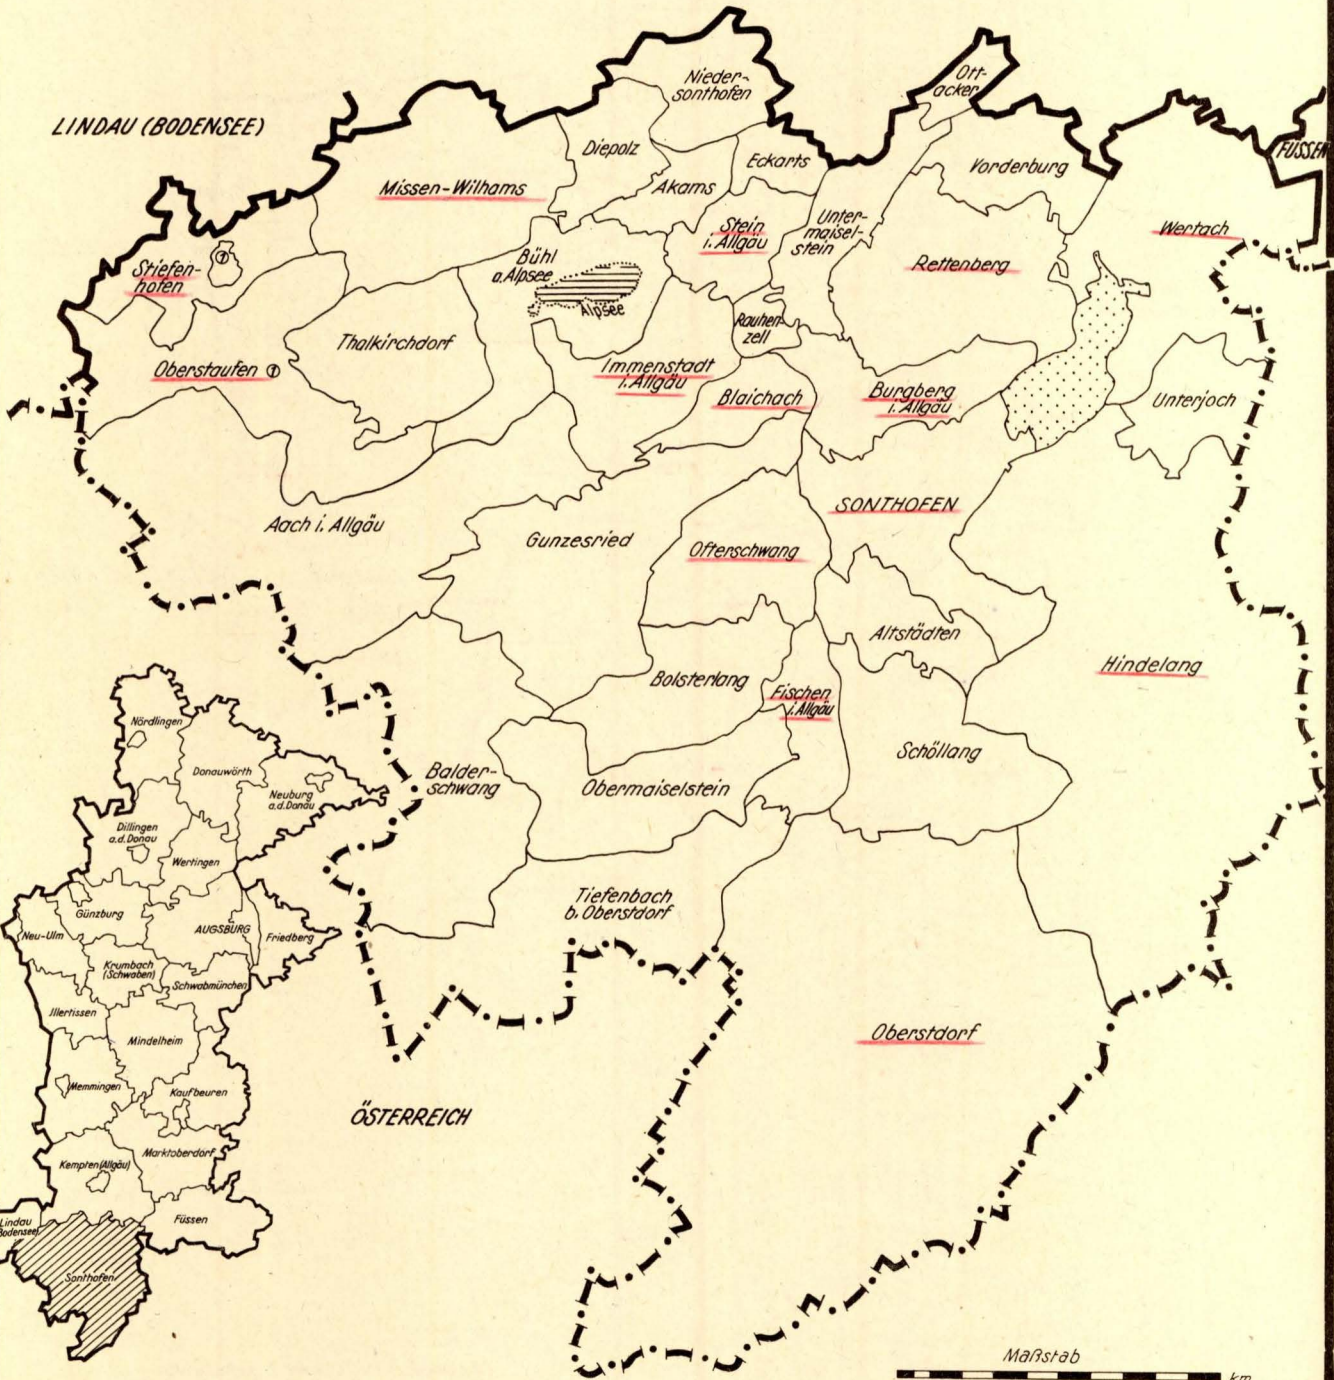 LINDAU (BODENSEE)
Nieder-
sonthofen
Ott-
acker
FÜSSEN
Diepolz
Eckarts
Vorderburg
Missen-Wilhams
Akams
Stein
i. Allgäu
Unter-
maisel-
stein
Wertach
Stiefen-
hofen
Bühl
a. Alpsee
Alpsee
Rettenberg
Rauhen-
zell
Thalkirchdorf
Oberstaufen
Immenstadt
i. Allgäu
Blaichach
Burgberg
i. Allgäu
Unterjoch
Aach i. Allgäu
Gunzesried
SONTHOFEN
Ofterschwang
Altstädten
Hindelang
Bolsterlang
Fischen
i. Allgäu
Schöllang
Balder-
schwang
Obermaiselstein
Tiefenbach
b. Oberstdorf
Oberstdorf
ÖSTERREICH
Nördlingen
Donauwörth
Neuburg
a.d. Donau
Dillingen
a.d. Donau
Wertingen
Günzburg
Neu-Ulm
AUGSBURG
Friedberg
Krumbach
(Schwaben)
Schwabmünchen
Illertissen
Mindelheim
Memmingen
Kaufbeuren
Marktoberdorf
Kempten (Allgäu)
Füssen
Lindau
Bodensee)
Sonthofen
Maßstab
km